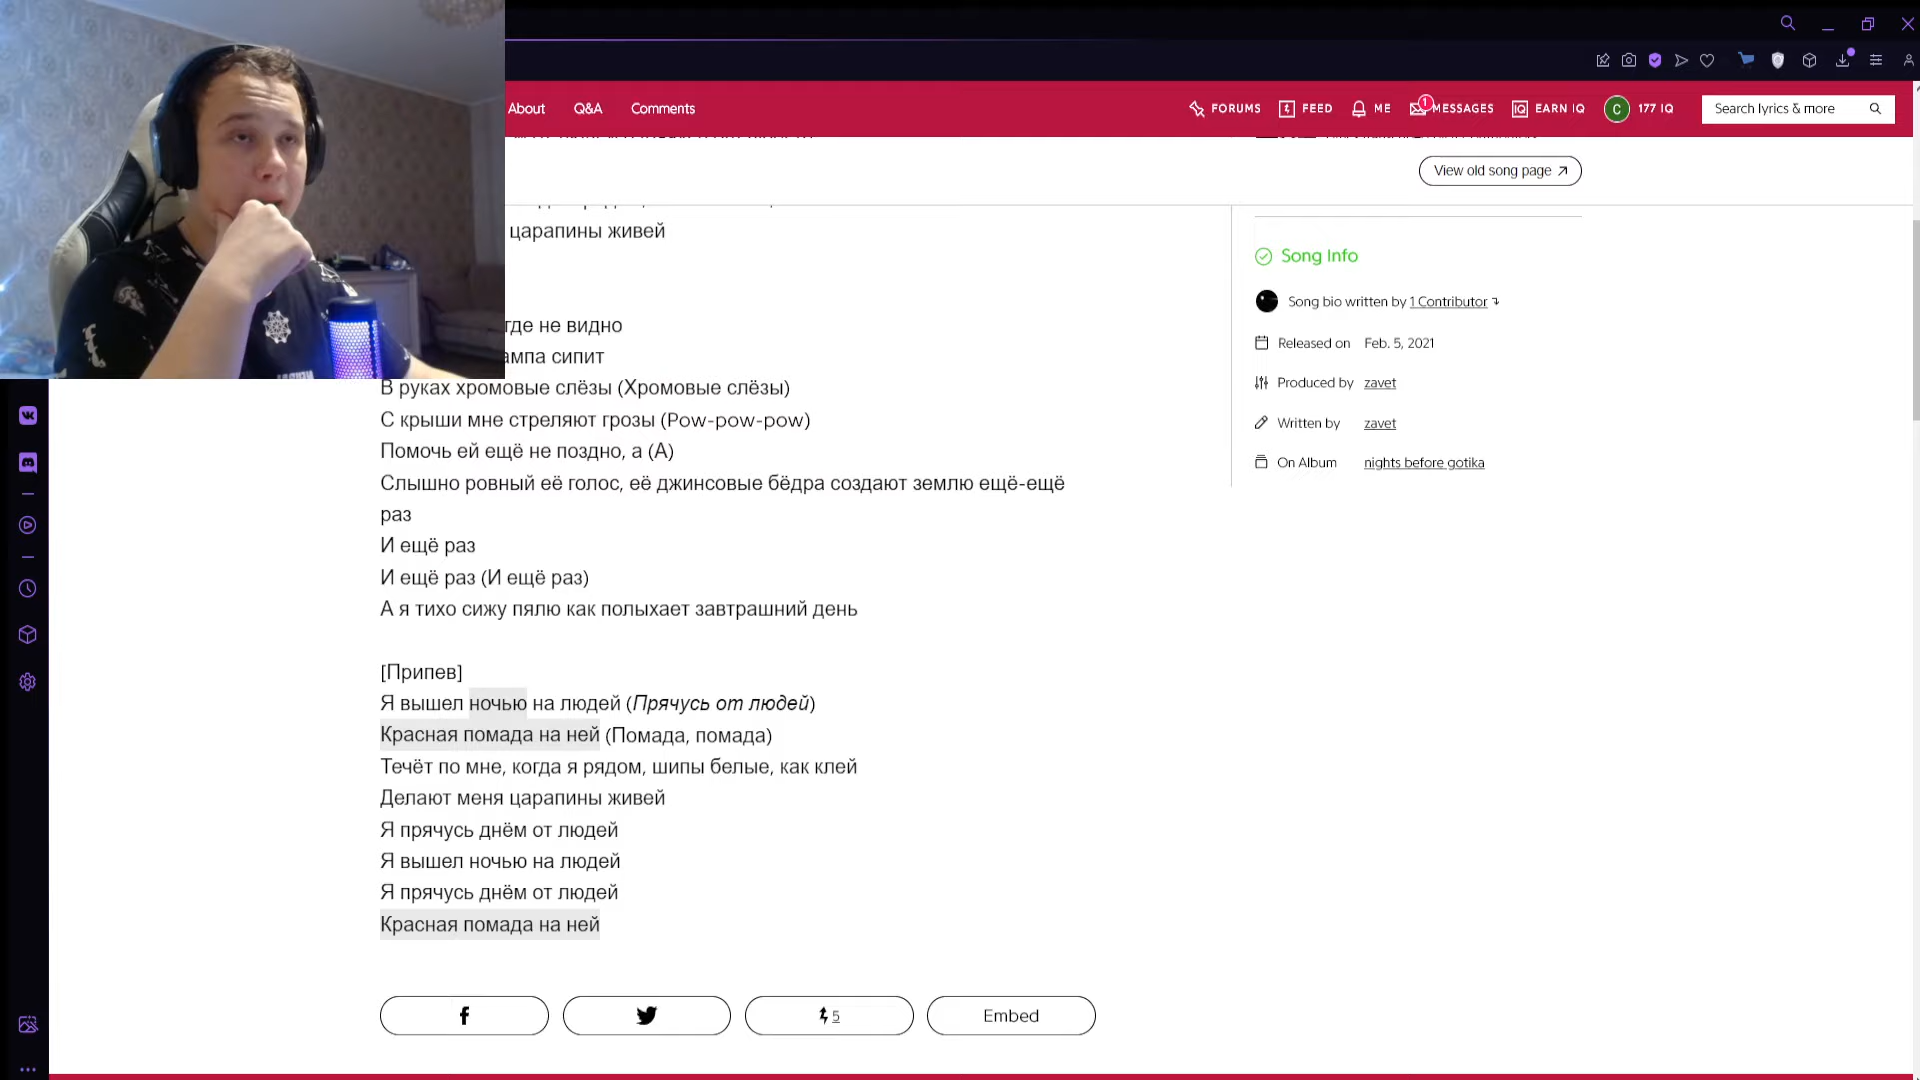 About Q&A Comments
FORUMS FEED ME 1 MESSAGES EARN IQ C 177 IQ Search lyrics & more
View old song page
царапины живей
где не видно
сипит
В руках хромовые слёзы (Хромовые слёзы)
С крыши мне стреляют грозы (Pow-pow-pow)
Помочь ей ещё не поздно, а (А)
Слышно ровный её голос, её джинсовые бёдра создают землю ещё-ещё
раз
И ещё раз
И ещё раз (И ещё раз)
А я тихо сижу пялю как полыхает завтрашний день
[Припев]
Я вышел ночью на людей (Прячусь от людей)
Красная помада на ней (Помада, помада)
Течёт по мне, когда я рядом, шипы белые, как клей
Делают меня царапины живей
Я прячусь днём от людей
Я вышел ночью на людей
Я прячусь днём от людей
Красная помада на ней
5 Embed
Song Info
Song bio written by 1 Contributor
Released on Feb. 5, 2021
Produced by zavet
Written by zavet
On Album nights before gotika